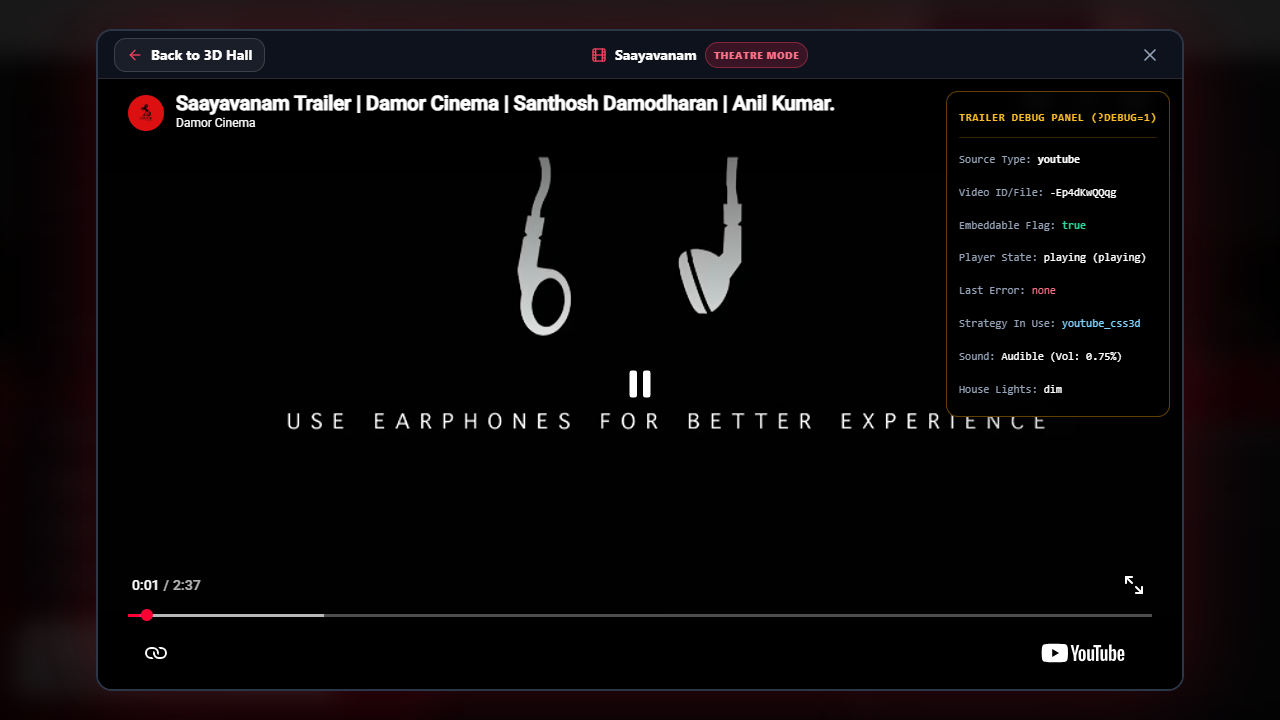 Back to 3D Hall
Saayavanam
THEATRE MODE
Saayavanam Trailer | Damor Cinema | Santhosh Damodharan | Anil Kumar.
Damor Cinema
TRAILER DEBUG PANEL (?DEBUG=1)
Source Type: youtube
Video ID/File: -Ep4dKwQQqg
Embeddable Flag: true
Player State: playing (playing)
Last Error: none
Strategy In Use: youtube_css3d
Sound: Audible (Vol: 0.75%)
House Lights: dim
USE EARPHONES FOR BETTER EXPERIENCE
0:01 / 2:37
YouTube